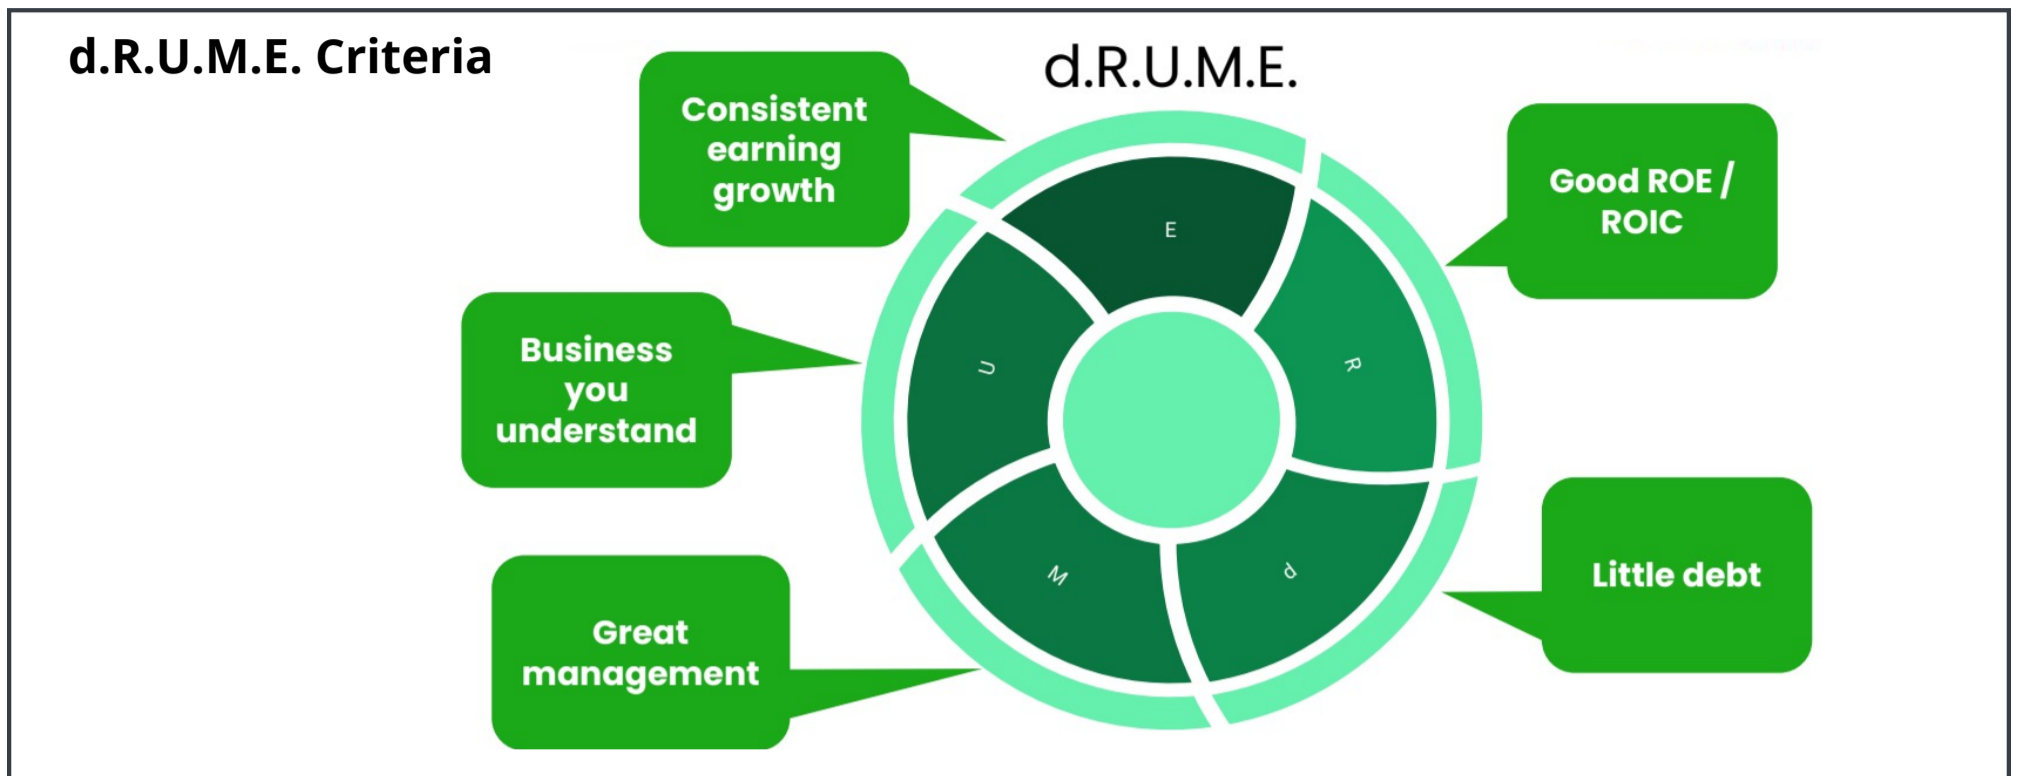 d.R.U.M.E. Criteria
d.R.U.M.E.
Consistent
earning
growth
Good ROE /
ROIC
E
R
U
Business
you
understand
M
d
Little debt
Great
management